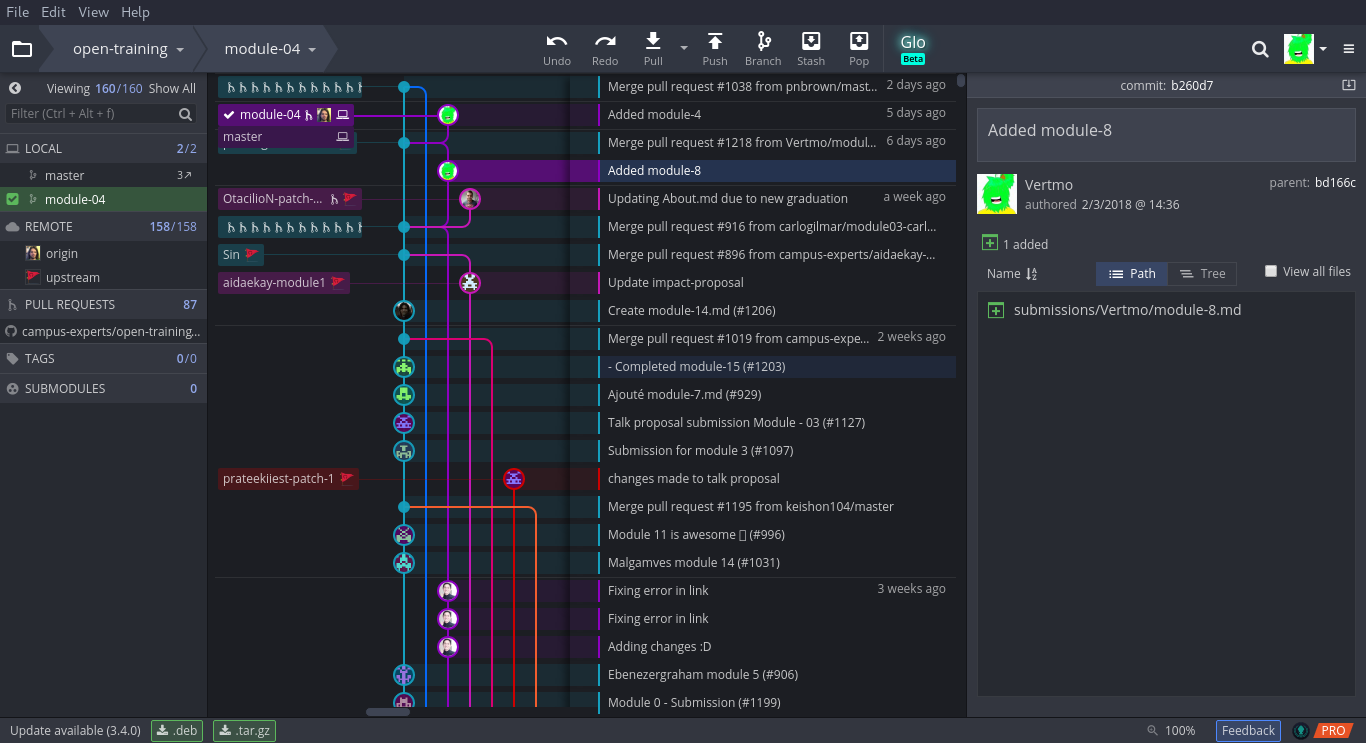 File Edit View Help
open-training module-04 Undo Redo Pull Push Branch Stash Pop Glo Beta
Viewing 160/160 Show All
Filter (Ctrl + Alt + f)
LOCAL 2/2
master 3↗
module-04
REMOTE 158/158
origin
upstream
PULL REQUESTS 87
campus-experts/open-training...
TAGS 0/0
SUBMODULES 0
Merge pull request #1038 from pnbrown/mast... 2 days ago
module-04 Added module-4 5 days ago
master
Merge pull request #1218 from Vertmo/modul... 6 days ago
Added module-8
OtacilioN-patch-... Updating About.md due to new graduation a week ago
Merge pull request #916 from carlogilmar/module03-carl...
Sin Merge pull request #896 from campus-experts/aidaekay-...
aidaekay-module1 Update impact-proposal
Create module-14.md (#1206)
Merge pull request #1019 from campus-expe... 2 weeks ago
- Completed module-15 (#1203)
Ajouté module-7.md (#929)
Talk proposal submission Module - 03 (#1127)
Submission for module 3 (#1097)
prateekiiest-patch-1 changes made to talk proposal
Merge pull request #1195 from keishon104/master
Module 11 is awesome ▯ (#996)
Malgamves module 14 (#1031)
Fixing error in link 3 weeks ago
Fixing error in link
Adding changes :D
Ebenezergraham module 5 (#906)
Module 0 - Submission (#1199)
commit: b260d7
Added module-8
Vertmo parent: bd166c
authored 2/3/2018 @ 14:36
1 added
Name Path Tree View all files
submissions/Vertmo/module-8.md
Update available (3.4.0) .deb .tar.gz 100% Feedback PRO